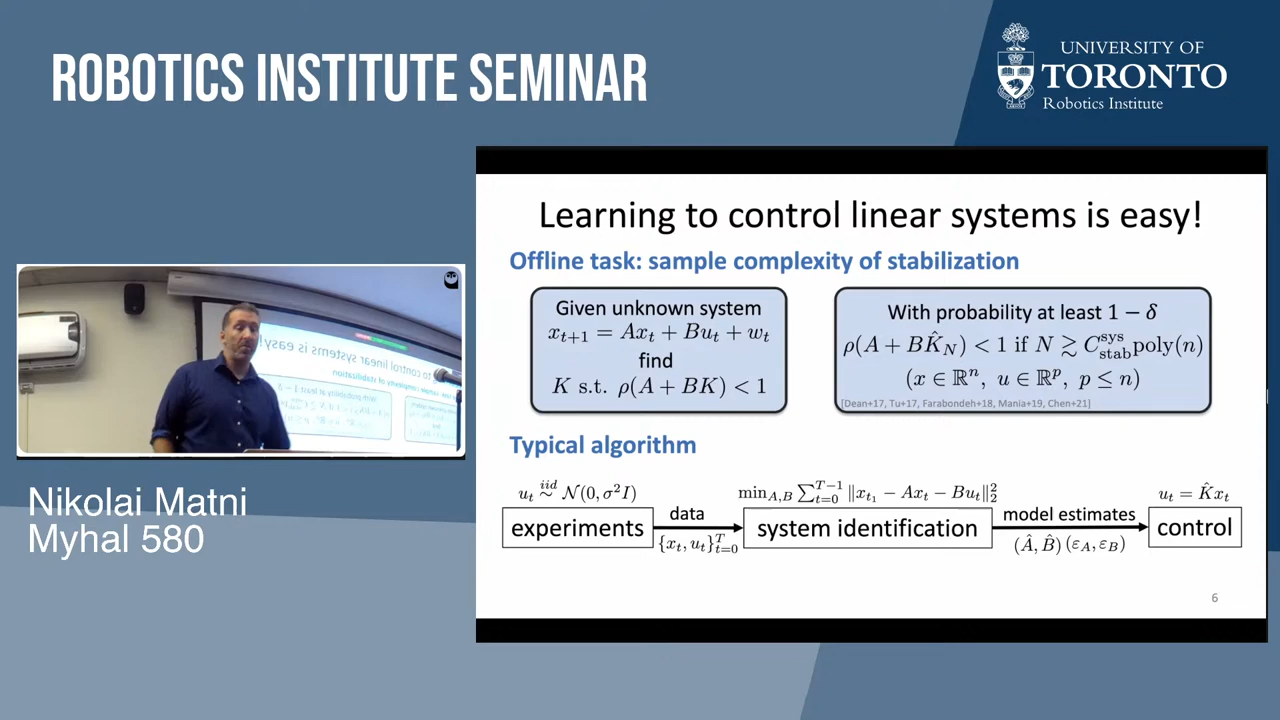 ROBOTICS INSTITUTE SEMINAR
UNIVERSITY OF
TORONTO
Robotics Institute
Learning to control linear systems is easy!
Offline task: sample complexity of stabilization
Given unknown system
x_{t+1} = Ax_t + Bu_t + w_t
find
K s.t. ρ(A + BK) < 1
With probability at least 1 − δ
ρ(A + BK̂_N) < 1 if N ≳ C^{sys}_{stab}poly(n)
(x ∈ ℝ^n, u ∈ ℝ^p, p ≤ n)
[Dean+17, Tu+17, Farabondeh+18, Mania+19, Chen+21]
Typical algorithm
u_t ~^{iid} 𝒩(0, σ²I)
experiments
data
{x_t, u_t}^T_{t=0}
min_{A,B} ∑^{T−1}_{t=0} ‖x_{t_1} − Ax_t − Bu_t‖²_2
system identification
model estimates
(Â, B̂) (ε_A, ε_B)
u_t = K̂x_t
control
6
Nikolai Matni
Myhal 580